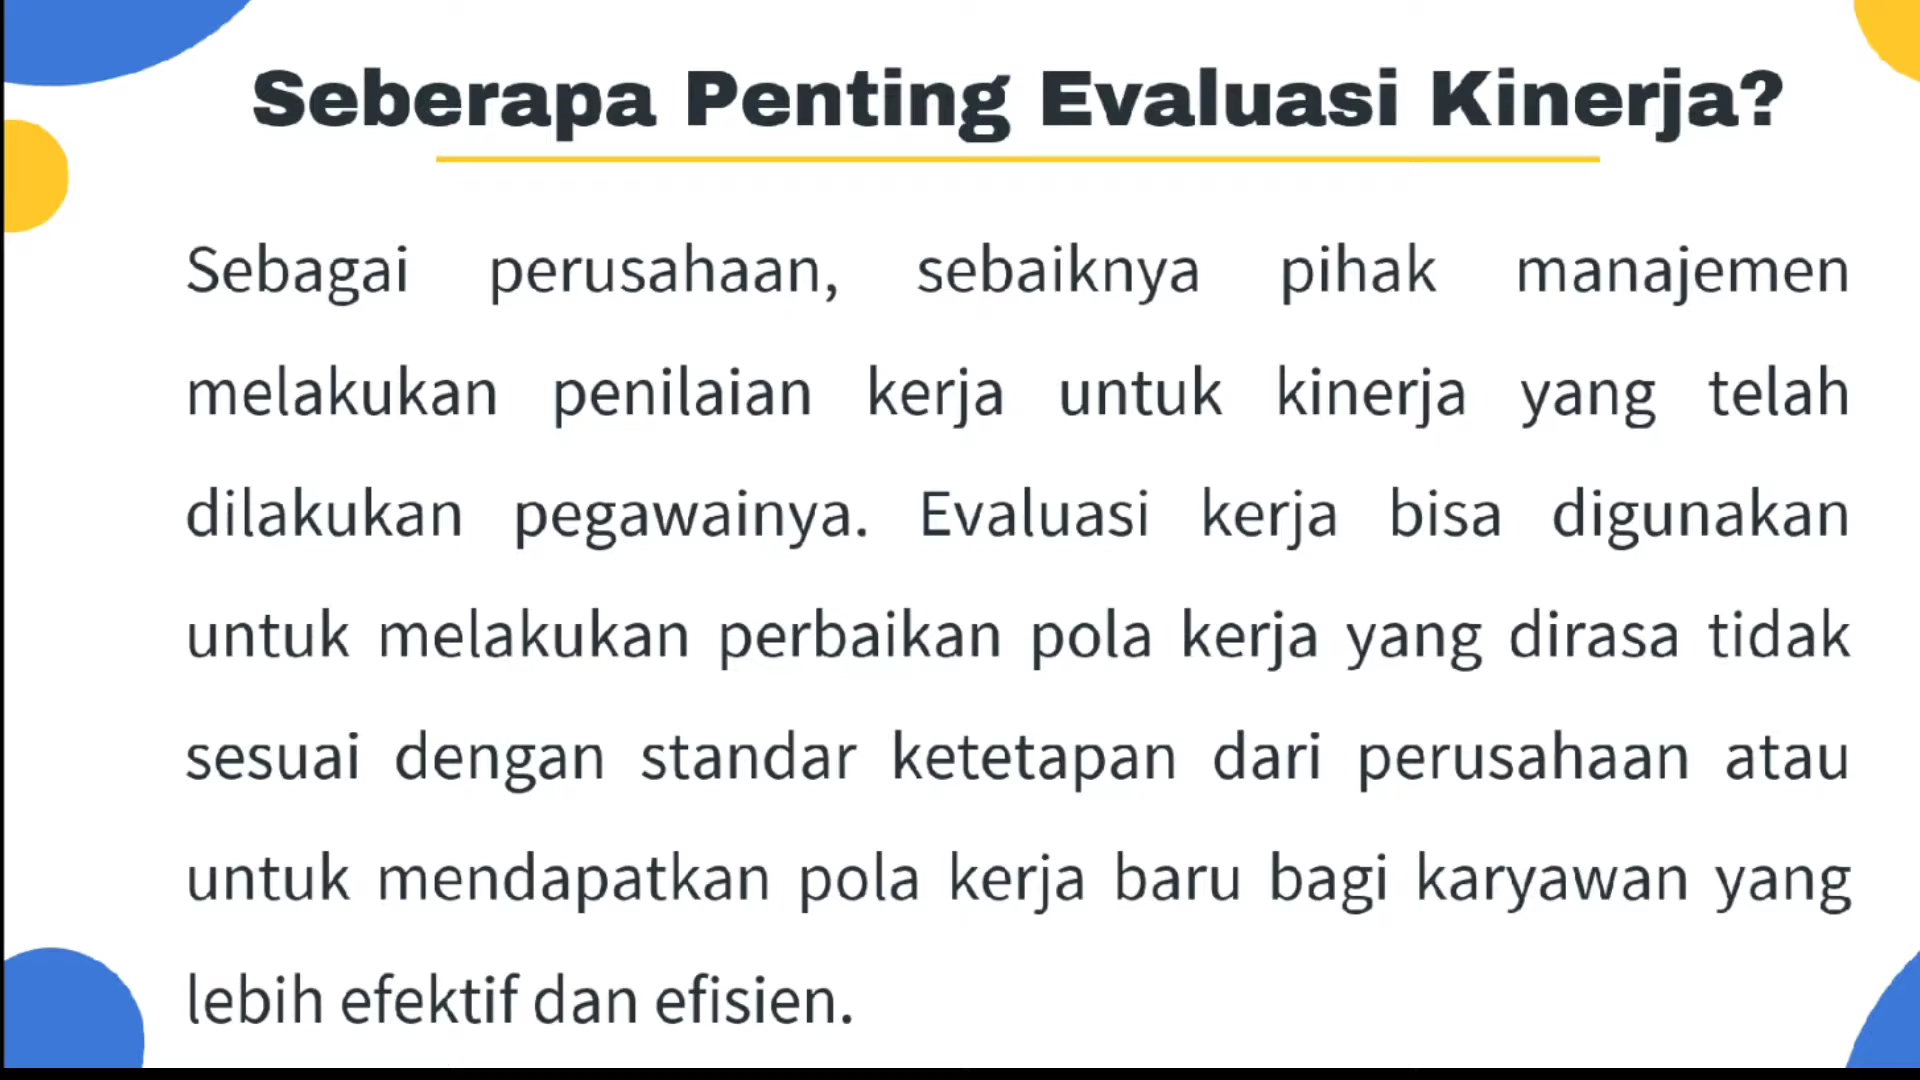 Seberapa Penting Evaluasi Kinerja?
Sebagai perusahaan, sebaiknya pihak manajemen
melakukan penilaian kerja untuk kinerja yang telah
dilakukan pegawainya. Evaluasi kerja bisa digunakan
untuk melakukan perbaikan pola kerja yang dirasa tidak
sesuai dengan standar ketetapan dari perusahaan atau
untuk mendapatkan pola kerja baru bagi karyawan yang
lebih efektif dan efisien.